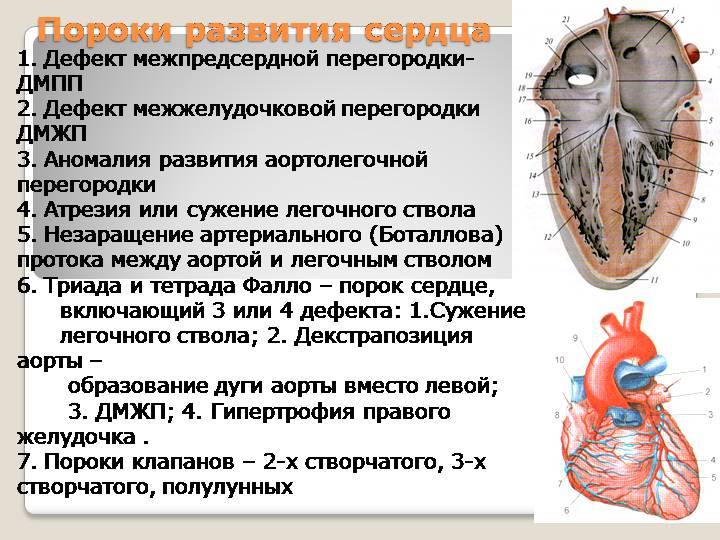 Пороки развития сердца
1. Дефект межпредсердной перегородки-
ДМПП
2. Дефект межжелудочковой перегородки
ДМЖП
3. Аномалия развития аортолегочной
перегородки
4. Атрезия или сужение легочного ствола
5. Незаращение артериального (Боталлова)
протока между аортой и легочным стволом
6. Триада и тетрада Фалло – порок сердце,
включающий 3 или 4 дефекта: 1.Сужение
легочного ствола; 2. Декстрапозиция
аорты –
образование дуги аорты вместо левой;
3. ДМЖП; 4. Гипертрофия правого
желудочка .
7. Пороки клапанов – 2-х створчатого, 3-х
створчатого, полулунных
21
1
2
20
3
19
18
4
17
16
5
15
6
14
7
8
13
9
12
10
11
9
10
1
2
8
3
4
7
5
6